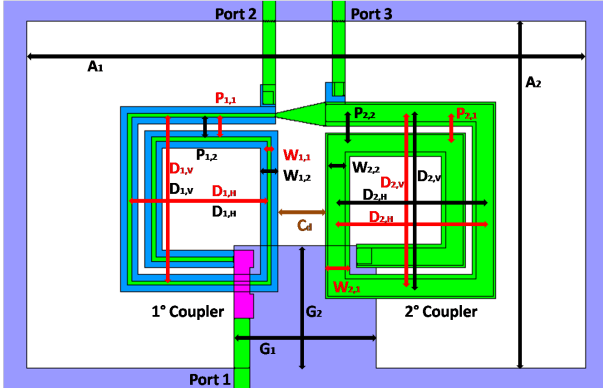 Port 2
Port 3
A1
A2
P1,1
P2,2
P2,1
P1,2
W1,1
W1,2
W2,2
D1,V
D1,V
D1,H
D1,H
D2,V
D2,V
D2,H
D2,H
Cd
W2,1
1° Coupler
2° Coupler
G2
G1
Port 1